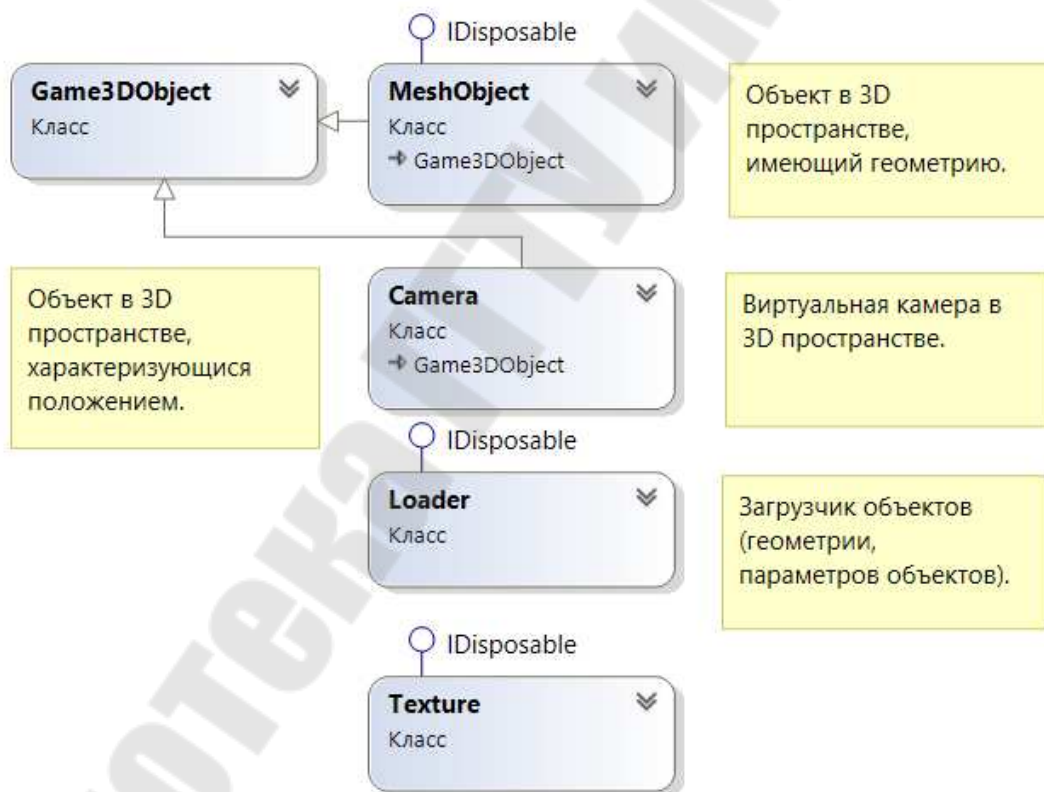 IDisposable
Game3DObject
Класс
MeshObject
Класс
Game3DObject
Объект в 3D
пространстве,
имеющий геометрию.
Объект в 3D
пространстве,
характеризующися
положением.
Camera
Класс
Game3DObject
Виртуальная камера в
3D пространстве.
IDisposable
Loader
Класс
Загрузчик объектов
(геометрии,
параметров объектов).
IDisposable
Texture
Класс